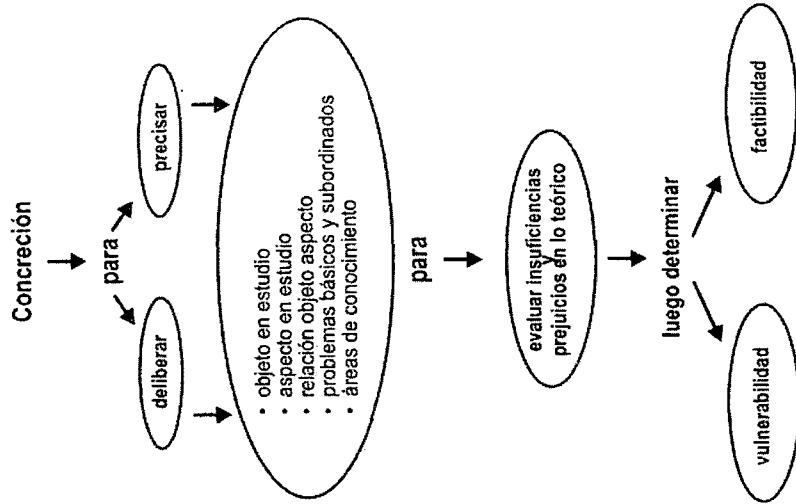 Concreción
para
deliberar
precisar
• objeto en estudio
• aspecto en estudio
• relación objeto aspecto
• problemas básicos y subordinados
• áreas de conocimiento
para
evaluar insuficiencias
y
prejuicios en lo teórico
luego determinar
vulnerabilidad
factibilidad